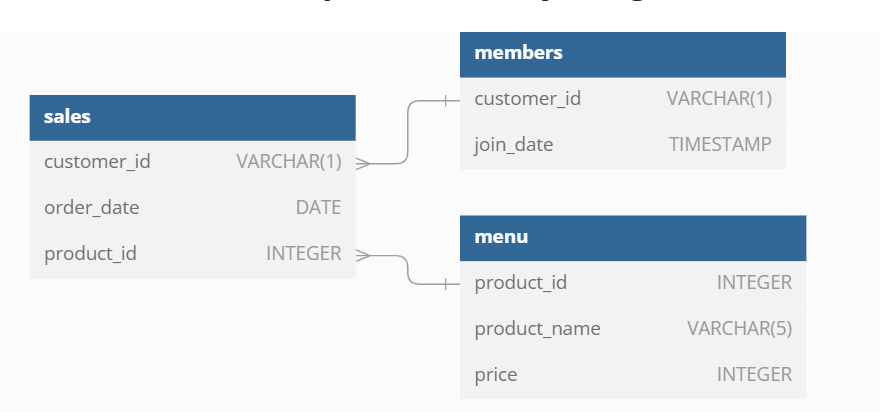 sales
customer_id VARCHAR(1)
order_date DATE
product_id INTEGER
members
customer_id VARCHAR(1)
join_date TIMESTAMP
menu
product_id INTEGER
product_name VARCHAR(5)
price INTEGER